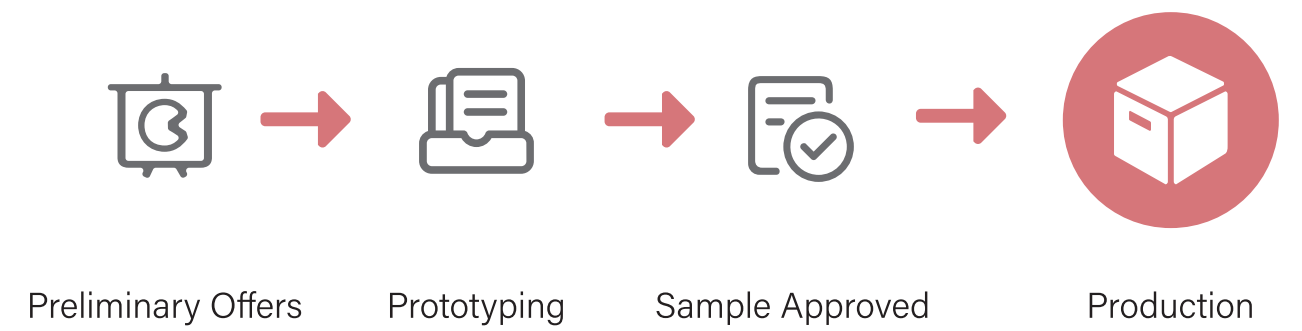 Preliminary Offers
Prototyping
Sample Approved
Production